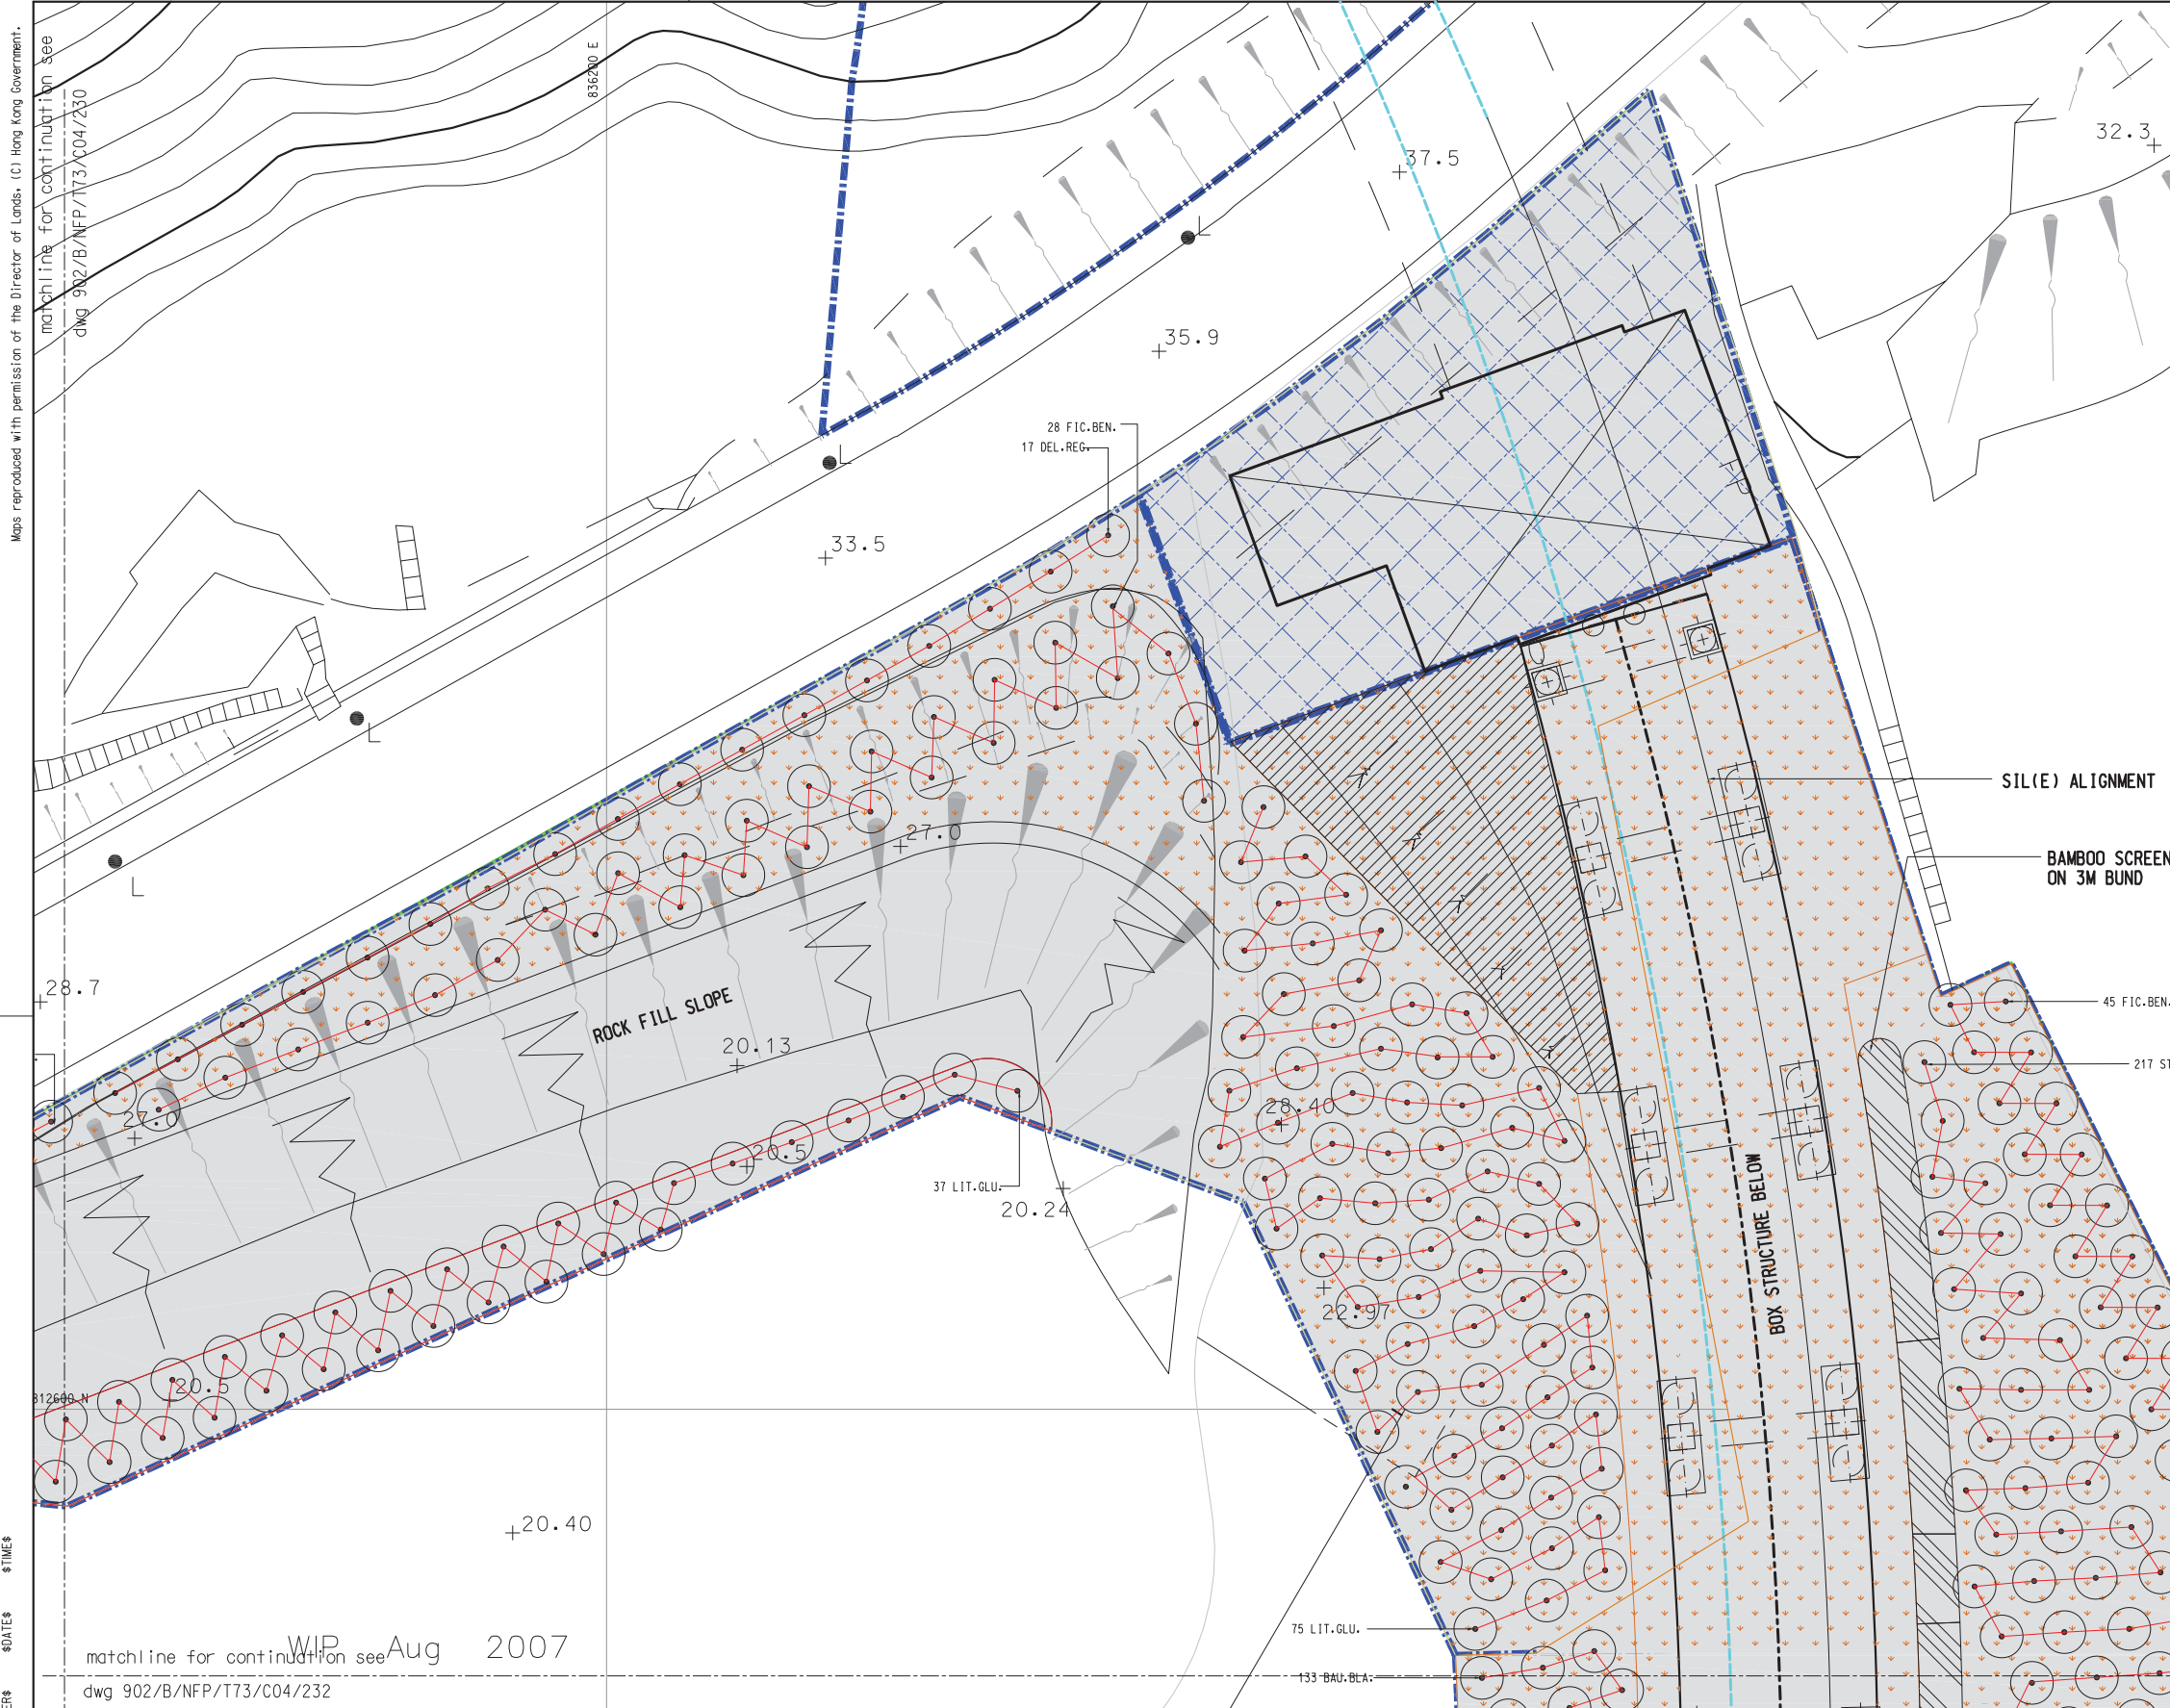 Maps reproduced with permission of the Director of Lands. (C) Hong Kong Government.
matchline for continuation see
dwg 902/B/NFP/T73/C04/230
836200 E
37.5
32.3
35.9
L
28 FIC.BEN.
17 DEL.REG.
L
33.5
L
SIL(E) ALIGNMENT
27.0
BAMBOO SCREEN
ON 3M BUND
L
28.7
ROCK FILL SLOPE
45 FIC.BEN.
20.13
217 ST
27.0
28.40
20.5
37 LIT.GLU.
20.24
BOX STRUCTURE BELOW
22.97
20.5
812600 N
20.40
$TIME$
$DATE$
75 LIT.GLU.
WIP Aug 2007
matchline for continuation see
133 BAU.BLA.
dwg 902/B/NFP/T73/C04/232
ER$